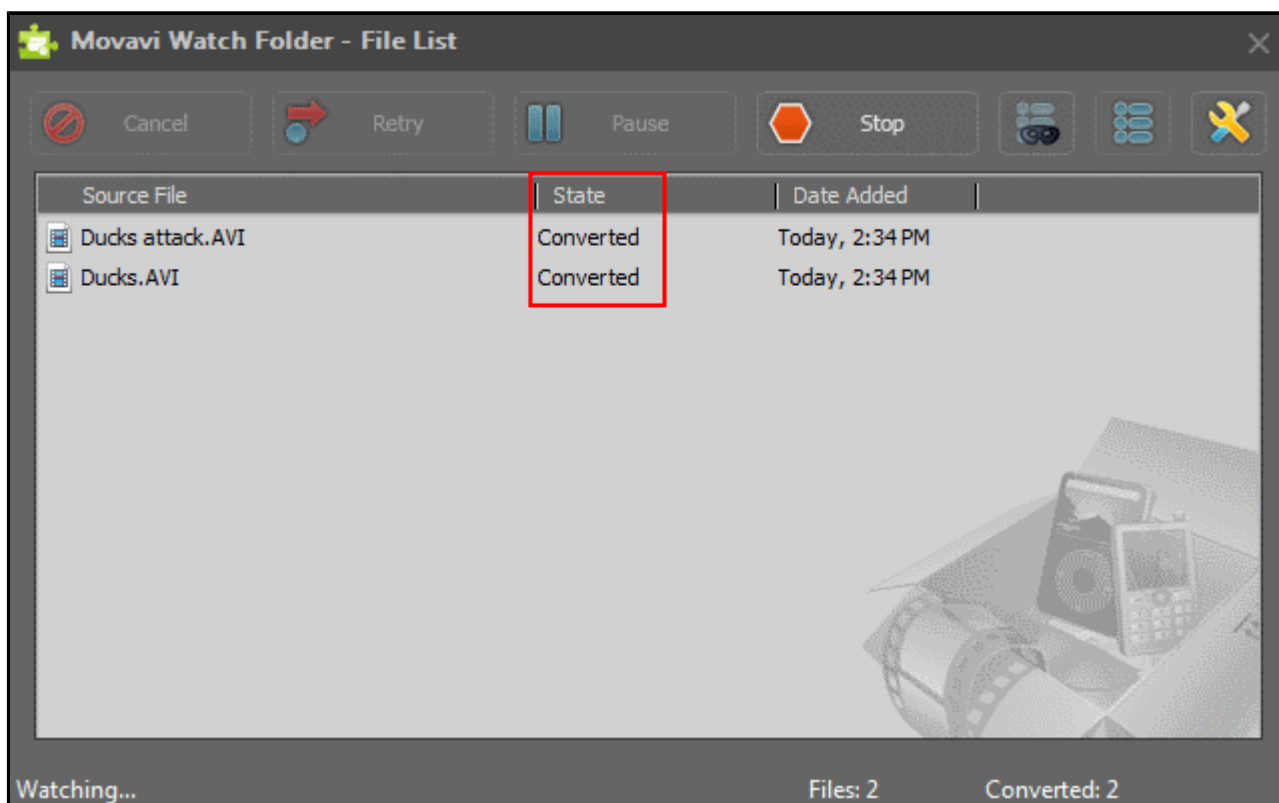 Movavi Watch Folder - File List
Cancel Retry Pause Stop
Source File State Date Added
Ducks attack.AVI Converted Today, 2:34 PM
Ducks.AVI Converted Today, 2:34 PM
Watching... Files: 2 Converted: 2